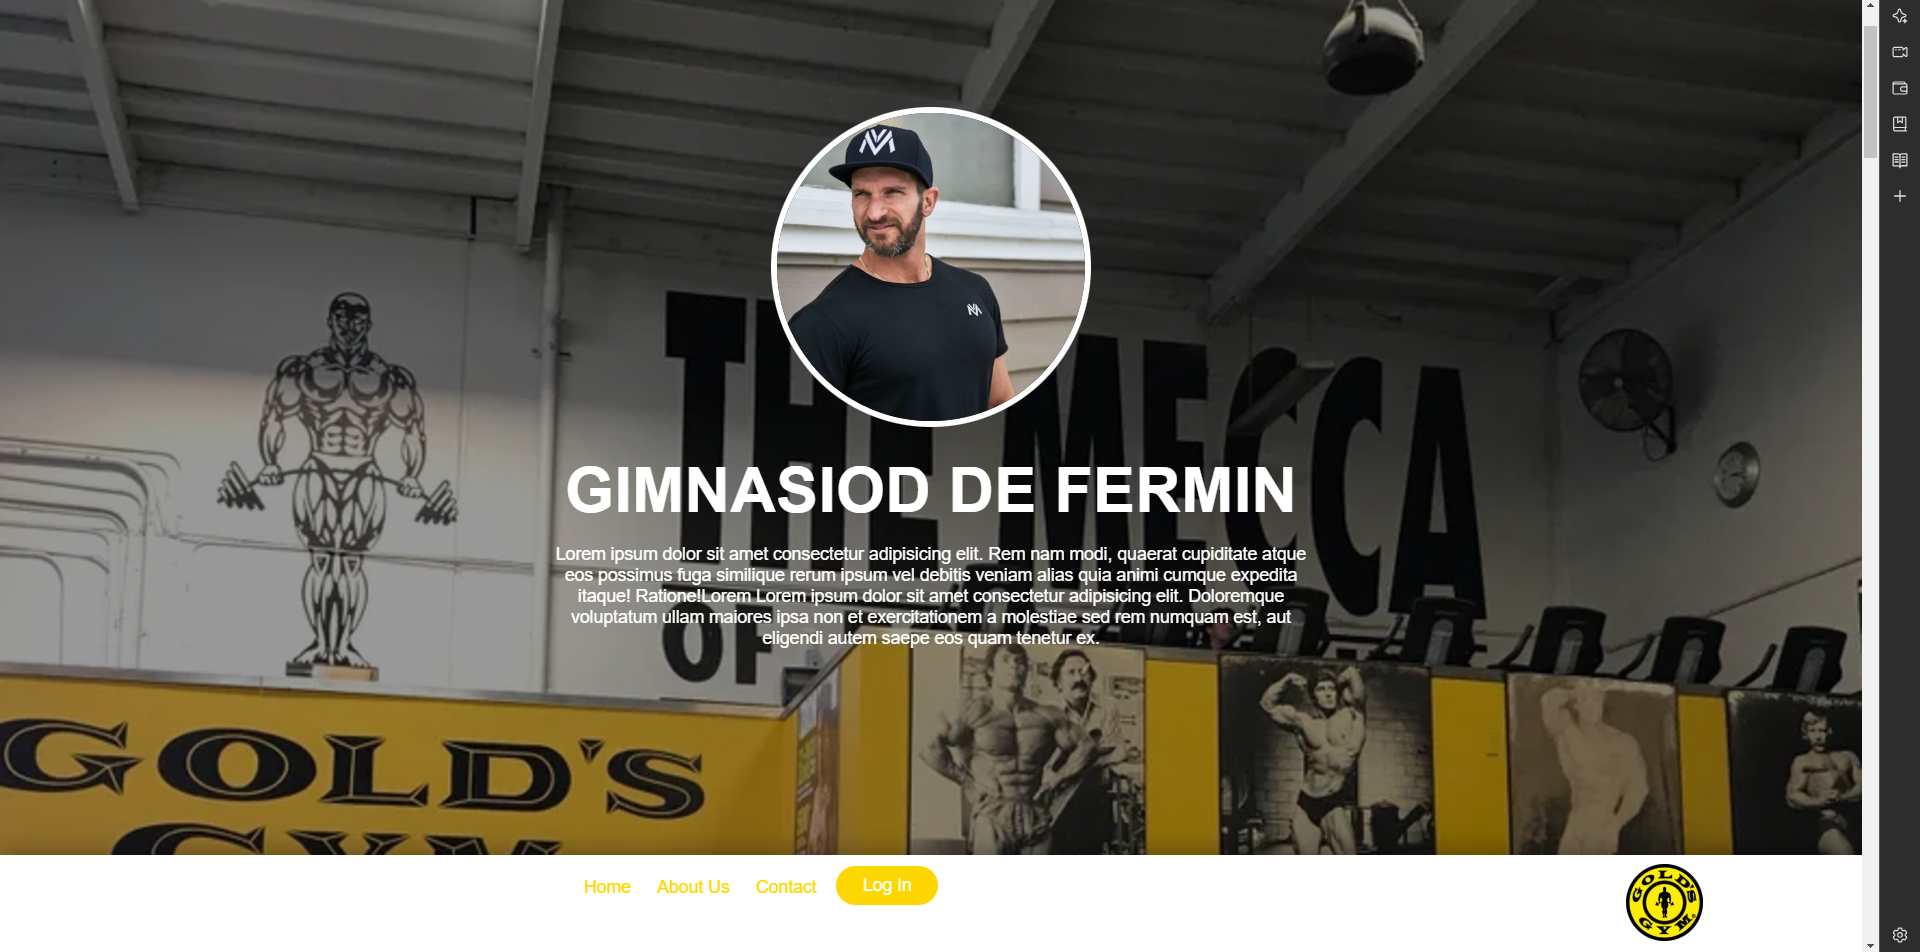 THE MECCA
GIMNASIOD DE FERMIN
Lorem ipsum dolor sit amet consectetur adipisicing elit. Rem nam modi, quaerat cupiditate atque
eos possimus fuga similique rerum ipsum vel debitis veniam alias quia animi cumque expedita
itaque! Ratione!Lorem Lorem ipsum dolor sit amet consectetur adipisicing elit. Doloremque
voluptatum ullam maiores ipsa non et exercitationem a molestiae sed rem numquam est, aut
eligendi autem saepe eos quam tenetur ex.
OF
GOLD'S
GYM
Home About Us Contact Log In
GOLD'S
GYM